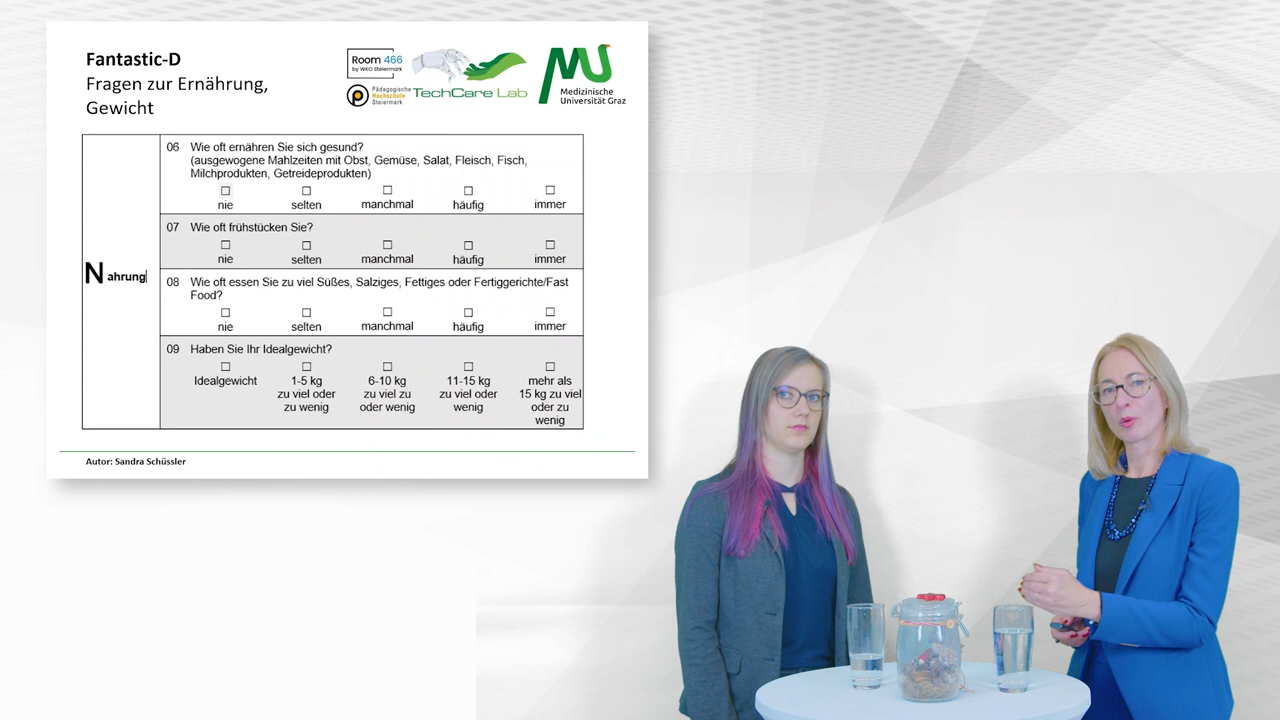 Fantastic-D
Fragen zur Ernährung,
Gewicht
Room 466
by WKO Steiermark
Pädagogische
Hochschule
Steiermark
TechCare Lab
Medizinische
Universität Graz
Nahrung
06 Wie oft ernähren Sie sich gesund?
(ausgewogene Mahlzeiten mit Obst, Gemüse, Salat, Fleisch, Fisch,
Milchprodukten, Getreideprodukten)
☐ ☐ ☐ ☐ ☐
nie selten manchmal häufig immer
07 Wie oft frühstücken Sie?
☐ ☐ ☐ ☐ ☐
nie selten manchmal häufig immer
08 Wie oft essen Sie zu viel Süßes, Salziges, Fettiges oder Fertiggerichte/Fast
Food?
☐ ☐ ☐ ☐ ☐
nie selten manchmal häufig immer
09 Haben Sie Ihr Idealgewicht?
☐ ☐ ☐ ☐ ☐
Idealgewicht 1-5 kg 6-10 kg 11-15 kg mehr als
zu viel oder zu viel zu zu viel oder 15 kg zu viel
zu wenig oder wenig wenig oder zu
wenig
Autor: Sandra Schüssler